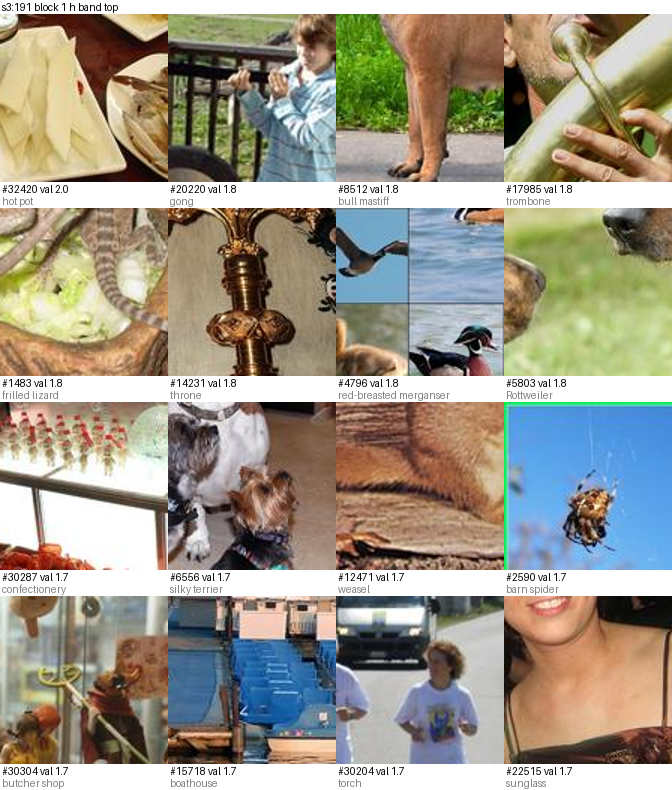 s3:191 block 1 h band top
#32420 val 2.0
hot pot
#20220 val 1.8
gong
#8512 val 1.8
bull mastiff
#17985 val 1.8
trombone
#1483 val 1.8
frilled lizard
#14231 val 1.8
throne
#4796 val 1.8
red-breasted merganser
#5803 val 1.8
Rottweiler
#30287 val 1.7
confectionery
#6556 val 1.7
silky terrier
#12471 val 1.7
weasel
#2590 val 1.7
barn spider
#30304 val 1.7
butcher shop
#15718 val 1.7
boathouse
#30204 val 1.7
torch
#22515 val 1.7
sunglass